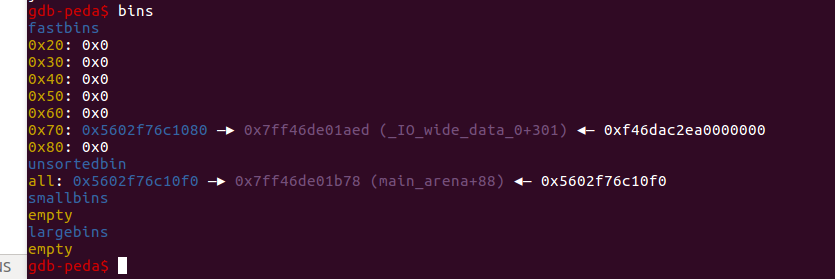 gdb-peda$ bins
fastbins
0x20: 0x0
0x30: 0x0
0x40: 0x0
0x50: 0x0
0x60: 0x0
0x70: 0x5602f76c1080 —▸ 0x7ff46de01aed (_IO_wide_data_0+301) ◂— 0xf46dac2ea0000000
0x80: 0x0
unsortedbin
all: 0x5602f76c10f0 —▸ 0x7ff46de01b78 (main_arena+88) ◂— 0x5602f76c10f0
smallbins
empty
largebins
empty
gdb-peda$